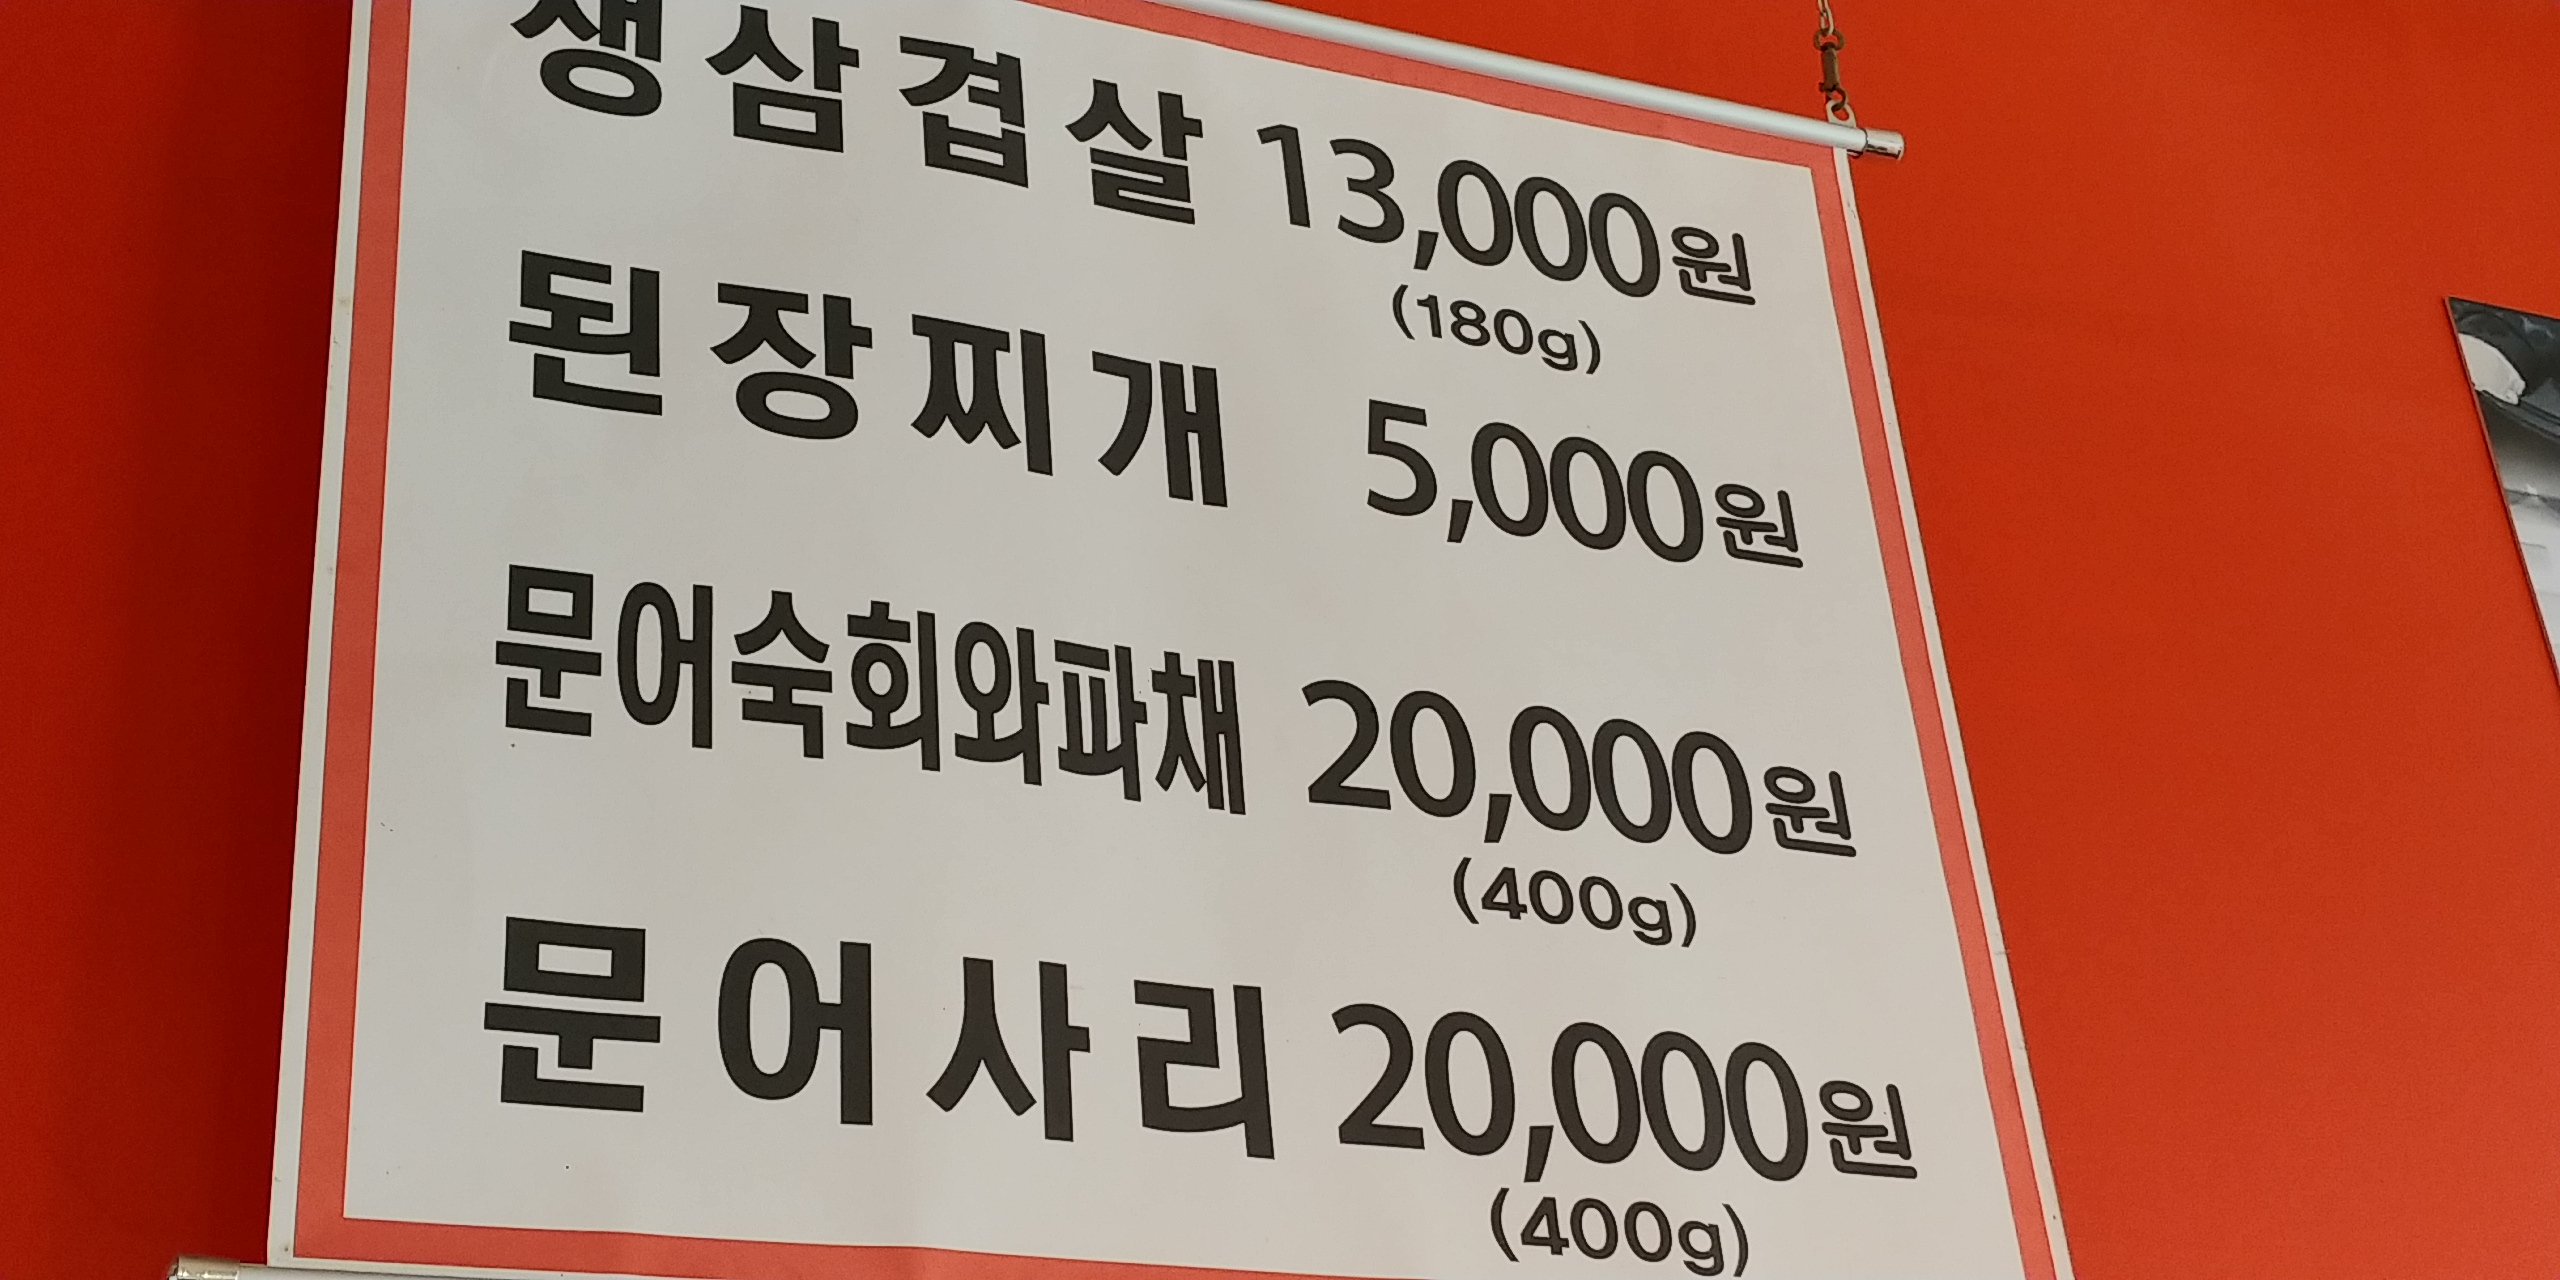 생삼겹살 13,000원
(180g)
된장찌개 5,000원
문어숙회와파채 20,000원
(400g)
문어사리 20,000원
(400g)